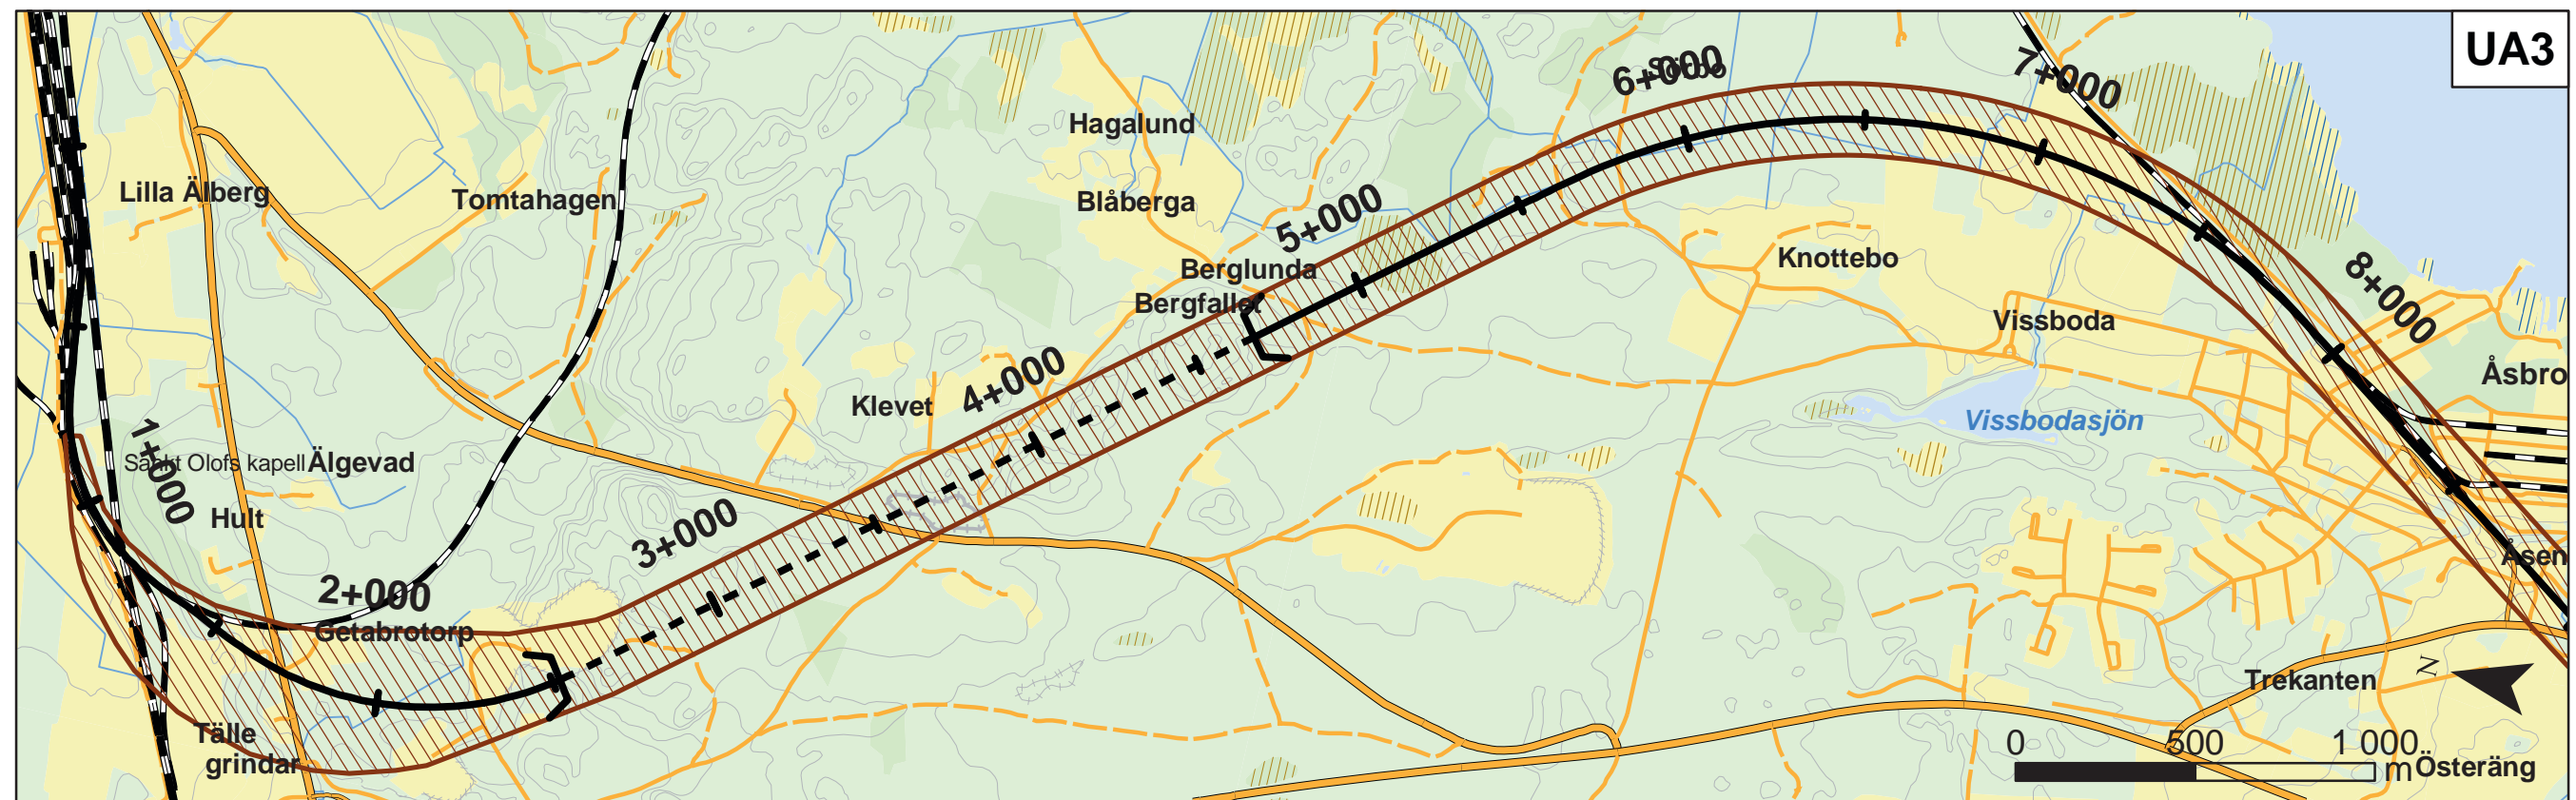 UA3
6+000
Sörbo
7+000
Hagalund
Lilla Älberg
Tomtahagen
Blåberga
5+000
Knottebo
Berglunda
Bergfallet
8+000
Vissboda
Åsbro
4+000
Klevet
Vissbodasjön
1+000
Sankt Olofs kapell
Älgevad
Hult
3+000
Åsen
2+000
Getabrotorp
N
Trekanten
Tälle
grindar
0 500 1 000
m
Österäng